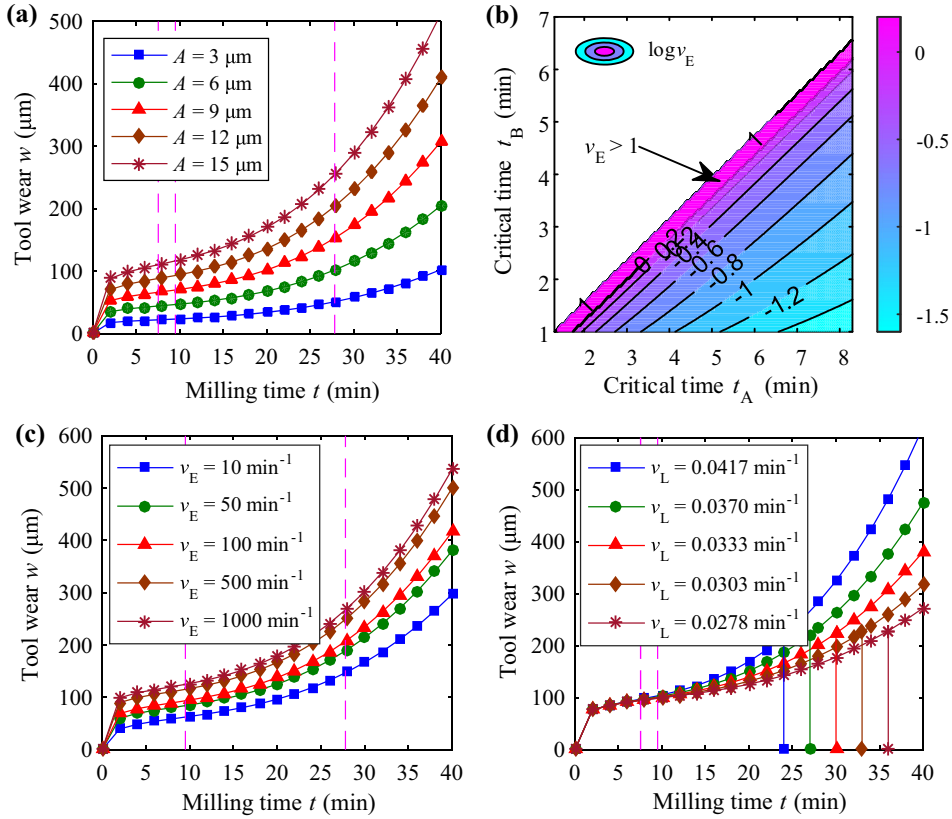 (a)
500
400
300
200
100
0
Tool wear w (μm)
A = 3 μm
A = 6 μm
A = 9 μm
A = 12 μm
A = 15 μm
0 5 10 15 20 25 30 35 40
Milling time t (min)
(b)
7
6
5
4
3
2
1
Critical time t_B (min)
log v_E
v_E > 1
1
1
0
-0.4
-0.6
-0.8
-1
-1.2
2 3 4 5 6 7 8
Critical time t_A (min)
0
-0.5
-1
-1.5
(c)
600
500
400
300
200
100
0
Tool wear w (μm)
v_E = 10 min⁻¹
v_E = 50 min⁻¹
v_E = 100 min⁻¹
v_E = 500 min⁻¹
v_E = 1000 min⁻¹
0 5 10 15 20 25 30 35 40
Milling time t (min)
(d)
600
500
400
300
200
100
0
Tool wear w (μm)
v_L = 0.0417 min⁻¹
v_L = 0.0370 min⁻¹
v_L = 0.0333 min⁻¹
v_L = 0.0303 min⁻¹
v_L = 0.0278 min⁻¹
0 5 10 15 20 25 30 35 40
Milling time t (min)